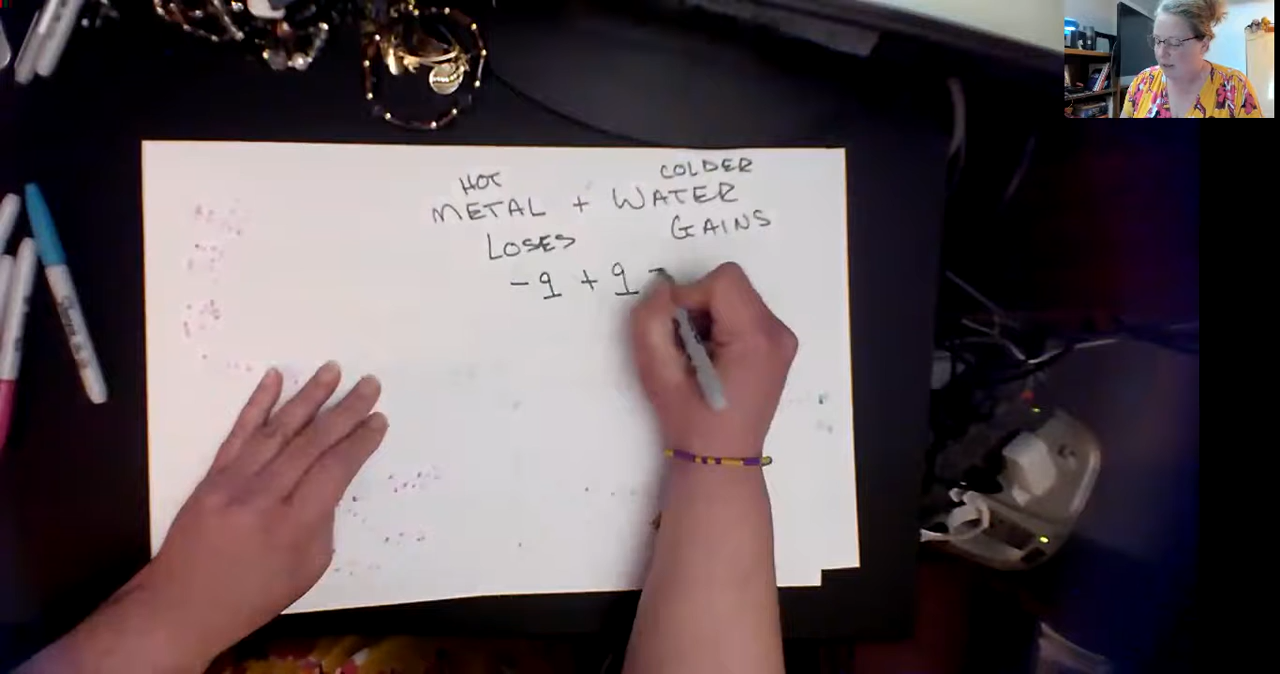 HOT COLDER
METAL + WATER
LOSES GAINS
-q + q =